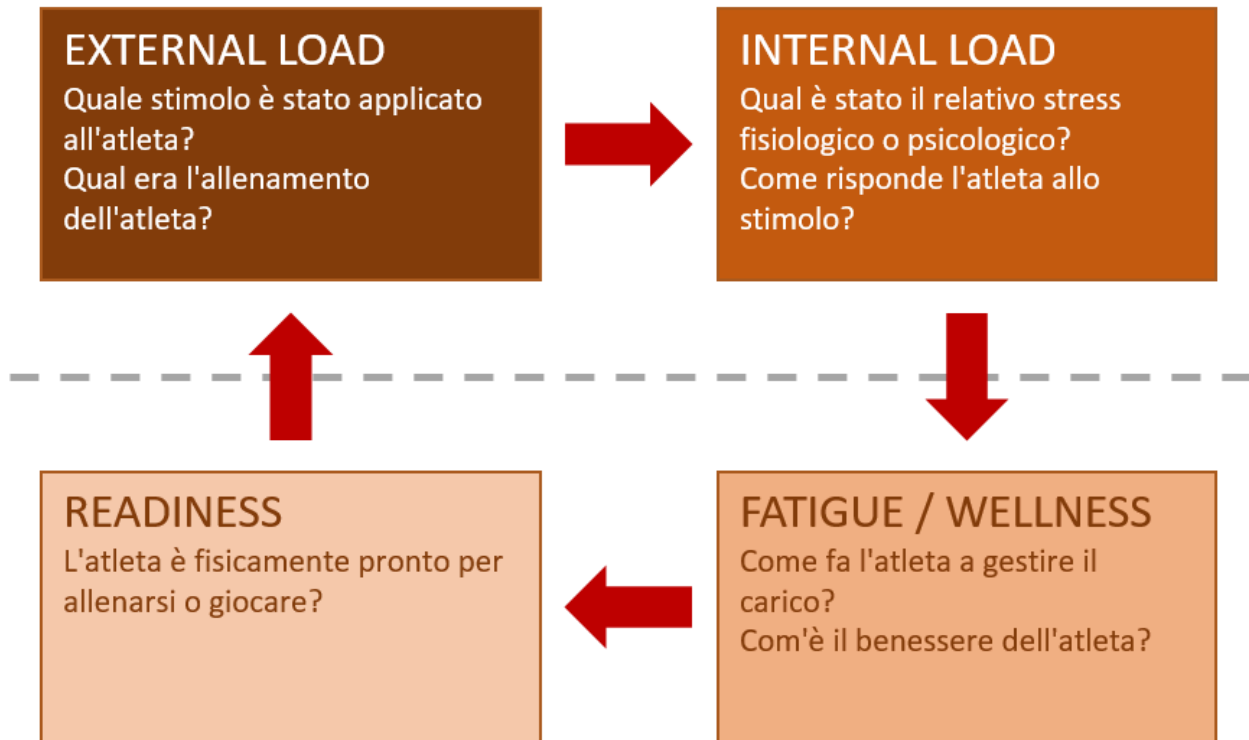 EXTERNAL LOAD
Quale stimolo è stato applicato
all'atleta?
Qual era l'allenamento
dell'atleta?
INTERNAL LOAD
Qual è stato il relativo stress
fisiologico o psicologico?
Come risponde l'atleta allo
stimolo?
READINESS
L'atleta è fisicamente pronto per
allenarsi o giocare?
FATIGUE / WELLNESS
Come fa l'atleta a gestire il
carico?
Com'è il benessere dell'atleta?